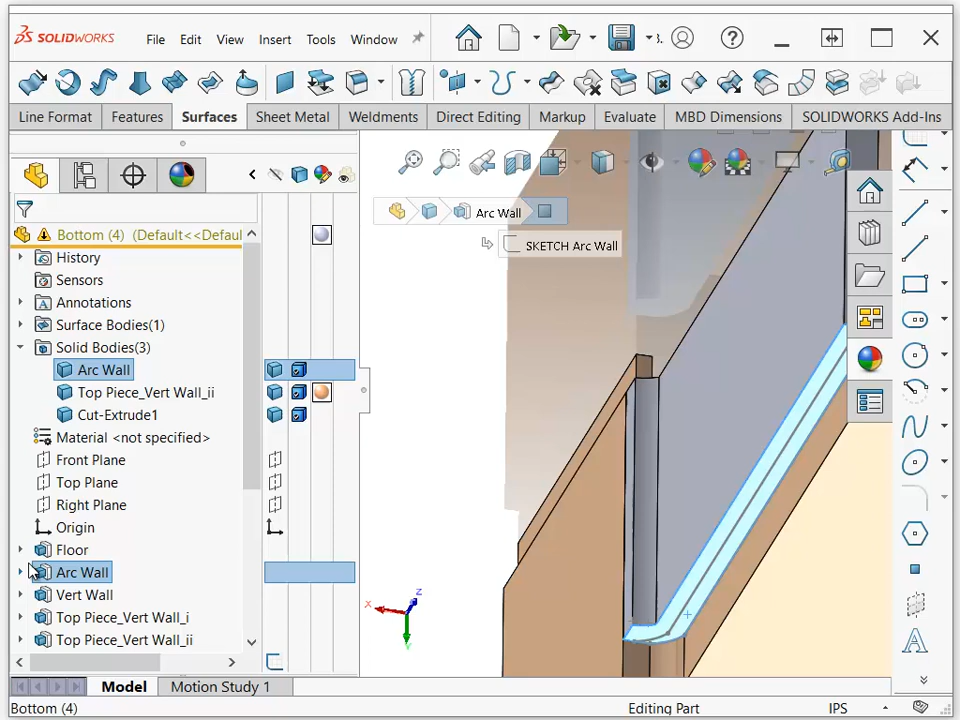 SOLIDWORKS File Edit View Insert Tools Window
Line Format Features Surfaces Sheet Metal Weldments Direct Editing Markup Evaluate MBD Dimensions SOLIDWORKS Add-Ins
Arc Wall
SKETCH Arc Wall
Bottom (4) (Default<<Defaul
History
Sensors
Annotations
Surface Bodies(1)
Solid Bodies(3)
Arc Wall
Top Piece_Vert Wall_ii
Cut-Extrude1
Material <not specified>
Front Plane
Top Plane
Right Plane
Origin
Floor
Arc Wall
Vert Wall
Top Piece_Vert Wall_i
Top Piece_Vert Wall_ii
x z
Y
Model Motion Study 1
Bottom (4) Editing Part IPS